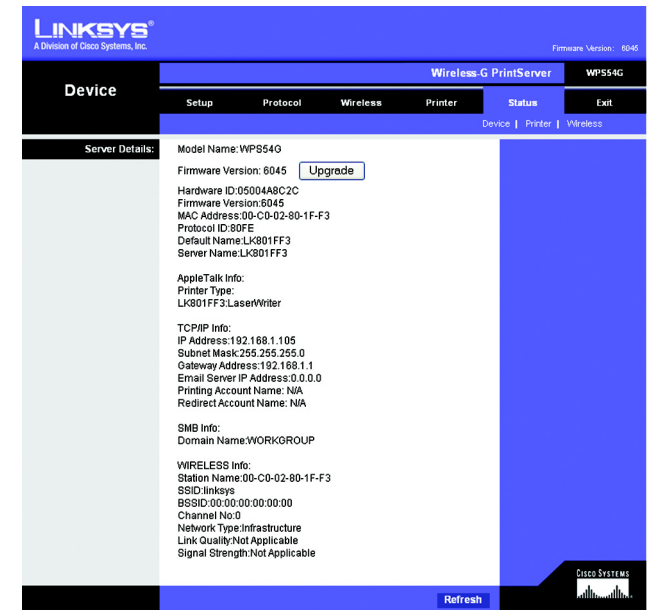 LINKSYS®
A Division of Cisco Systems, Inc.
Firmware Version: 6045
Device
Wireless-G PrintServer WPS54G
Setup Protocol Wireless Printer Status Exit
Device | Printer | Wireless
Server Details:
Model Name:WPS54G
Firmware Version: 6045 Upgrade
Hardware ID:05004A8C2C
Firmware Version:6045
MAC Address:00-C0-02-80-1F-F3
Protocol ID:80FE
Default Name:LK801FF3
Server Name:LK801FF3
AppleTalk Info:
Printer Type:
LK801FF3:LaserWriter
TCP/IP Info:
IP Address:192.168.1.105
Subnet Mask:255.255.255.0
Gateway Address:192.168.1.1
Email Server IP Address:0.0.0.0
Printing Account Name: N/A
Redirect Account Name: N/A
SMB Info:
Domain Name:WORKGROUP
WIRELESS Info:
Station Name:00-C0-02-80-1F-F3
SSID:linksys
BSSID:00:00:00:00:00:00
Channel No:0
Network Type:Infrastructure
Link Quality:Not Applicable
Signal Strength:Not Applicable
Refresh
CISCO SYSTEMS